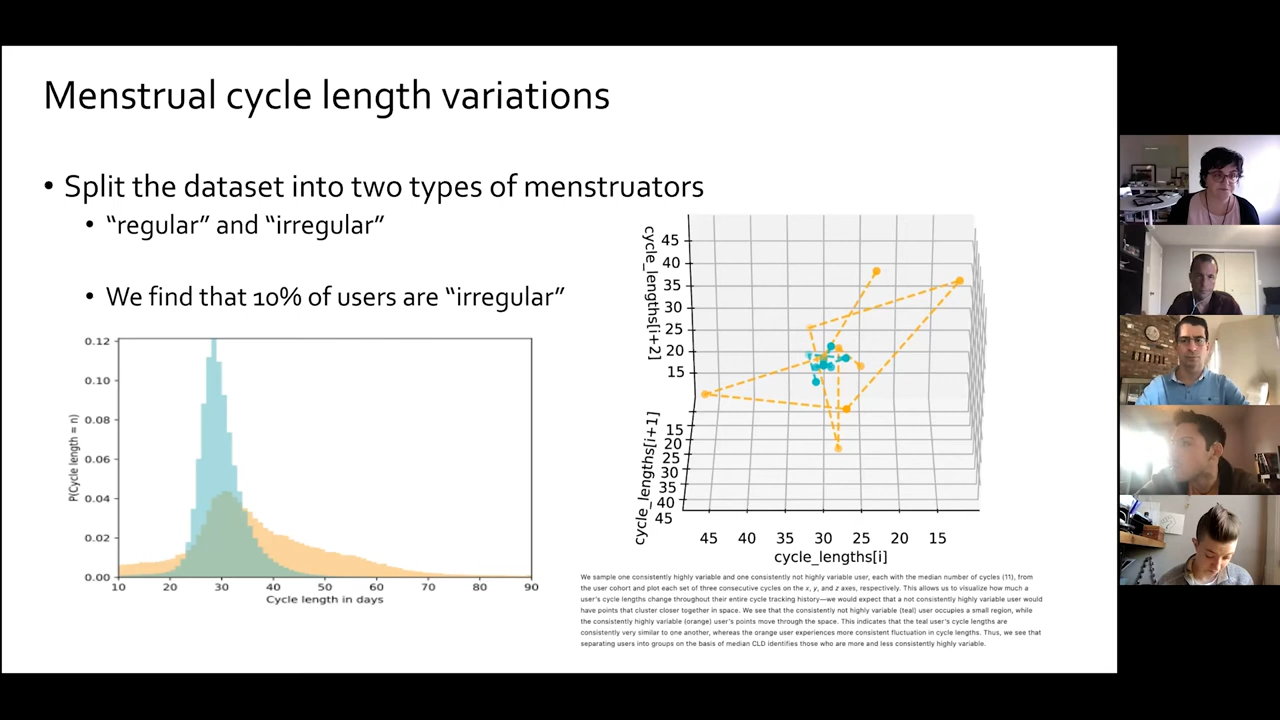 Menstrual cycle length variations
• Split the dataset into two types of menstruators
• “regular” and “irregular”
• We find that 10% of users are “irregular”
0.12
0.10
0.08
0.06
0.04
0.02
0.00
P(Cycle length = n)
10 20 30 40 50 60 70 80 90
Cycle length in days
cycle_lengths[i+2]
45
40
35
30
25
20
15
cycle_lengths[i+1]
15
20
25
30
35
40
45
45 40 35 30 25 20 15
cycle_lengths[i]
We sample one consistently highly variable and one consistently not highly variable user, each with the median number of cycles (11), from
the user cohort and plot each set of three consecutive cycles on the x, y, and z axes, respectively. This allows us to visualize how much a
user's cycle lengths change throughout their entire cycle tracking history—we would expect that a not consistently highly variable user would
have points that cluster closer together in space. We see that the consistently not highly variable (teal) user occupies a small region, while
the consistently highly variable (orange) user's points move through the space. This indicates that the teal user's cycle lengths are
consistently very similar to one another, whereas the orange user experiences more consistent fluctuation in cycle lengths. Thus, we see that
separating users into groups on the basis of median CLD identifies those who are more and less consistently highly variable.